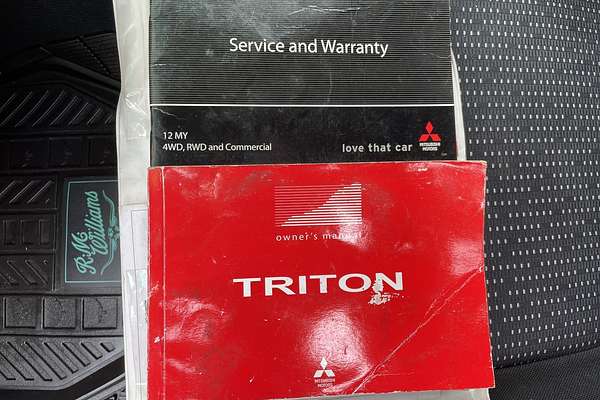 Service and Warranty
12 MY
4WD, RWD and Commercial
love that car
MITSUBISHI
MOTORS
R.M.
Williams
owner's manual
TRITON
MITSUBISHI
MOTORS